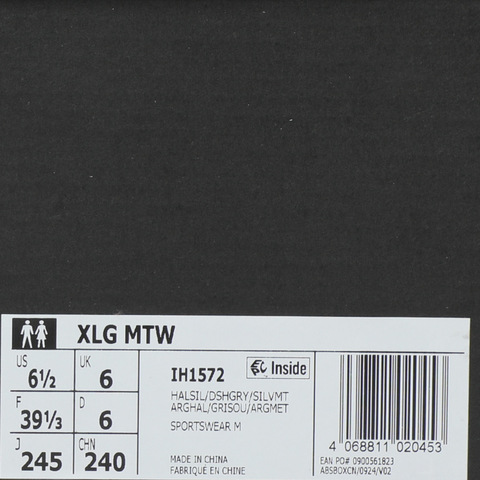 XLG MTW
US 6½ UK 6
F 39⅓ D 6
J 245 CHN 240
IH1572 Inside
HALSIL/DSHGRY/SILVMT
ARGHAL/GRISOU/ARGMET
SPORTSWEAR M
MADE IN CHINA
FABRIQUÉ EN CHINE
4 068811 020453
EAN PO# 0900561823
ABSBOXCN/0924/V02